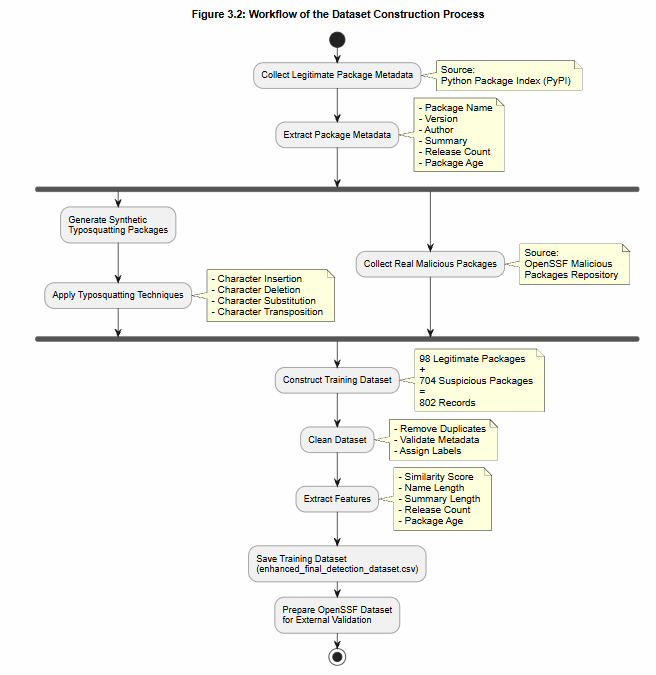 Figure 3.2: Workflow of the Dataset Construction Process
Collect Legitimate Package Metadata
Source:
Python Package Index (PyPI)
Extract Package Metadata
- Package Name
- Version
- Author
- Summary
- Release Count
- Package Age
Generate Synthetic
Typosquatting Packages
Apply Typosquatting Techniques
- Character Insertion
- Character Deletion
- Character Substitution
- Character Transposition
Collect Real Malicious Packages
Source:
OpenSSF Malicious
Packages Repository
Construct Training Dataset
98 Legitimate Packages
+
704 Suspicious Packages
=
802 Records
Clean Dataset
- Remove Duplicates
- Validate Metadata
- Assign Labels
Extract Features
- Similarity Score
- Name Length
- Summary Length
- Release Count
- Package Age
Save Training Dataset
(enhanced_final_detection_dataset.csv)
Prepare OpenSSF Dataset
for External Validation